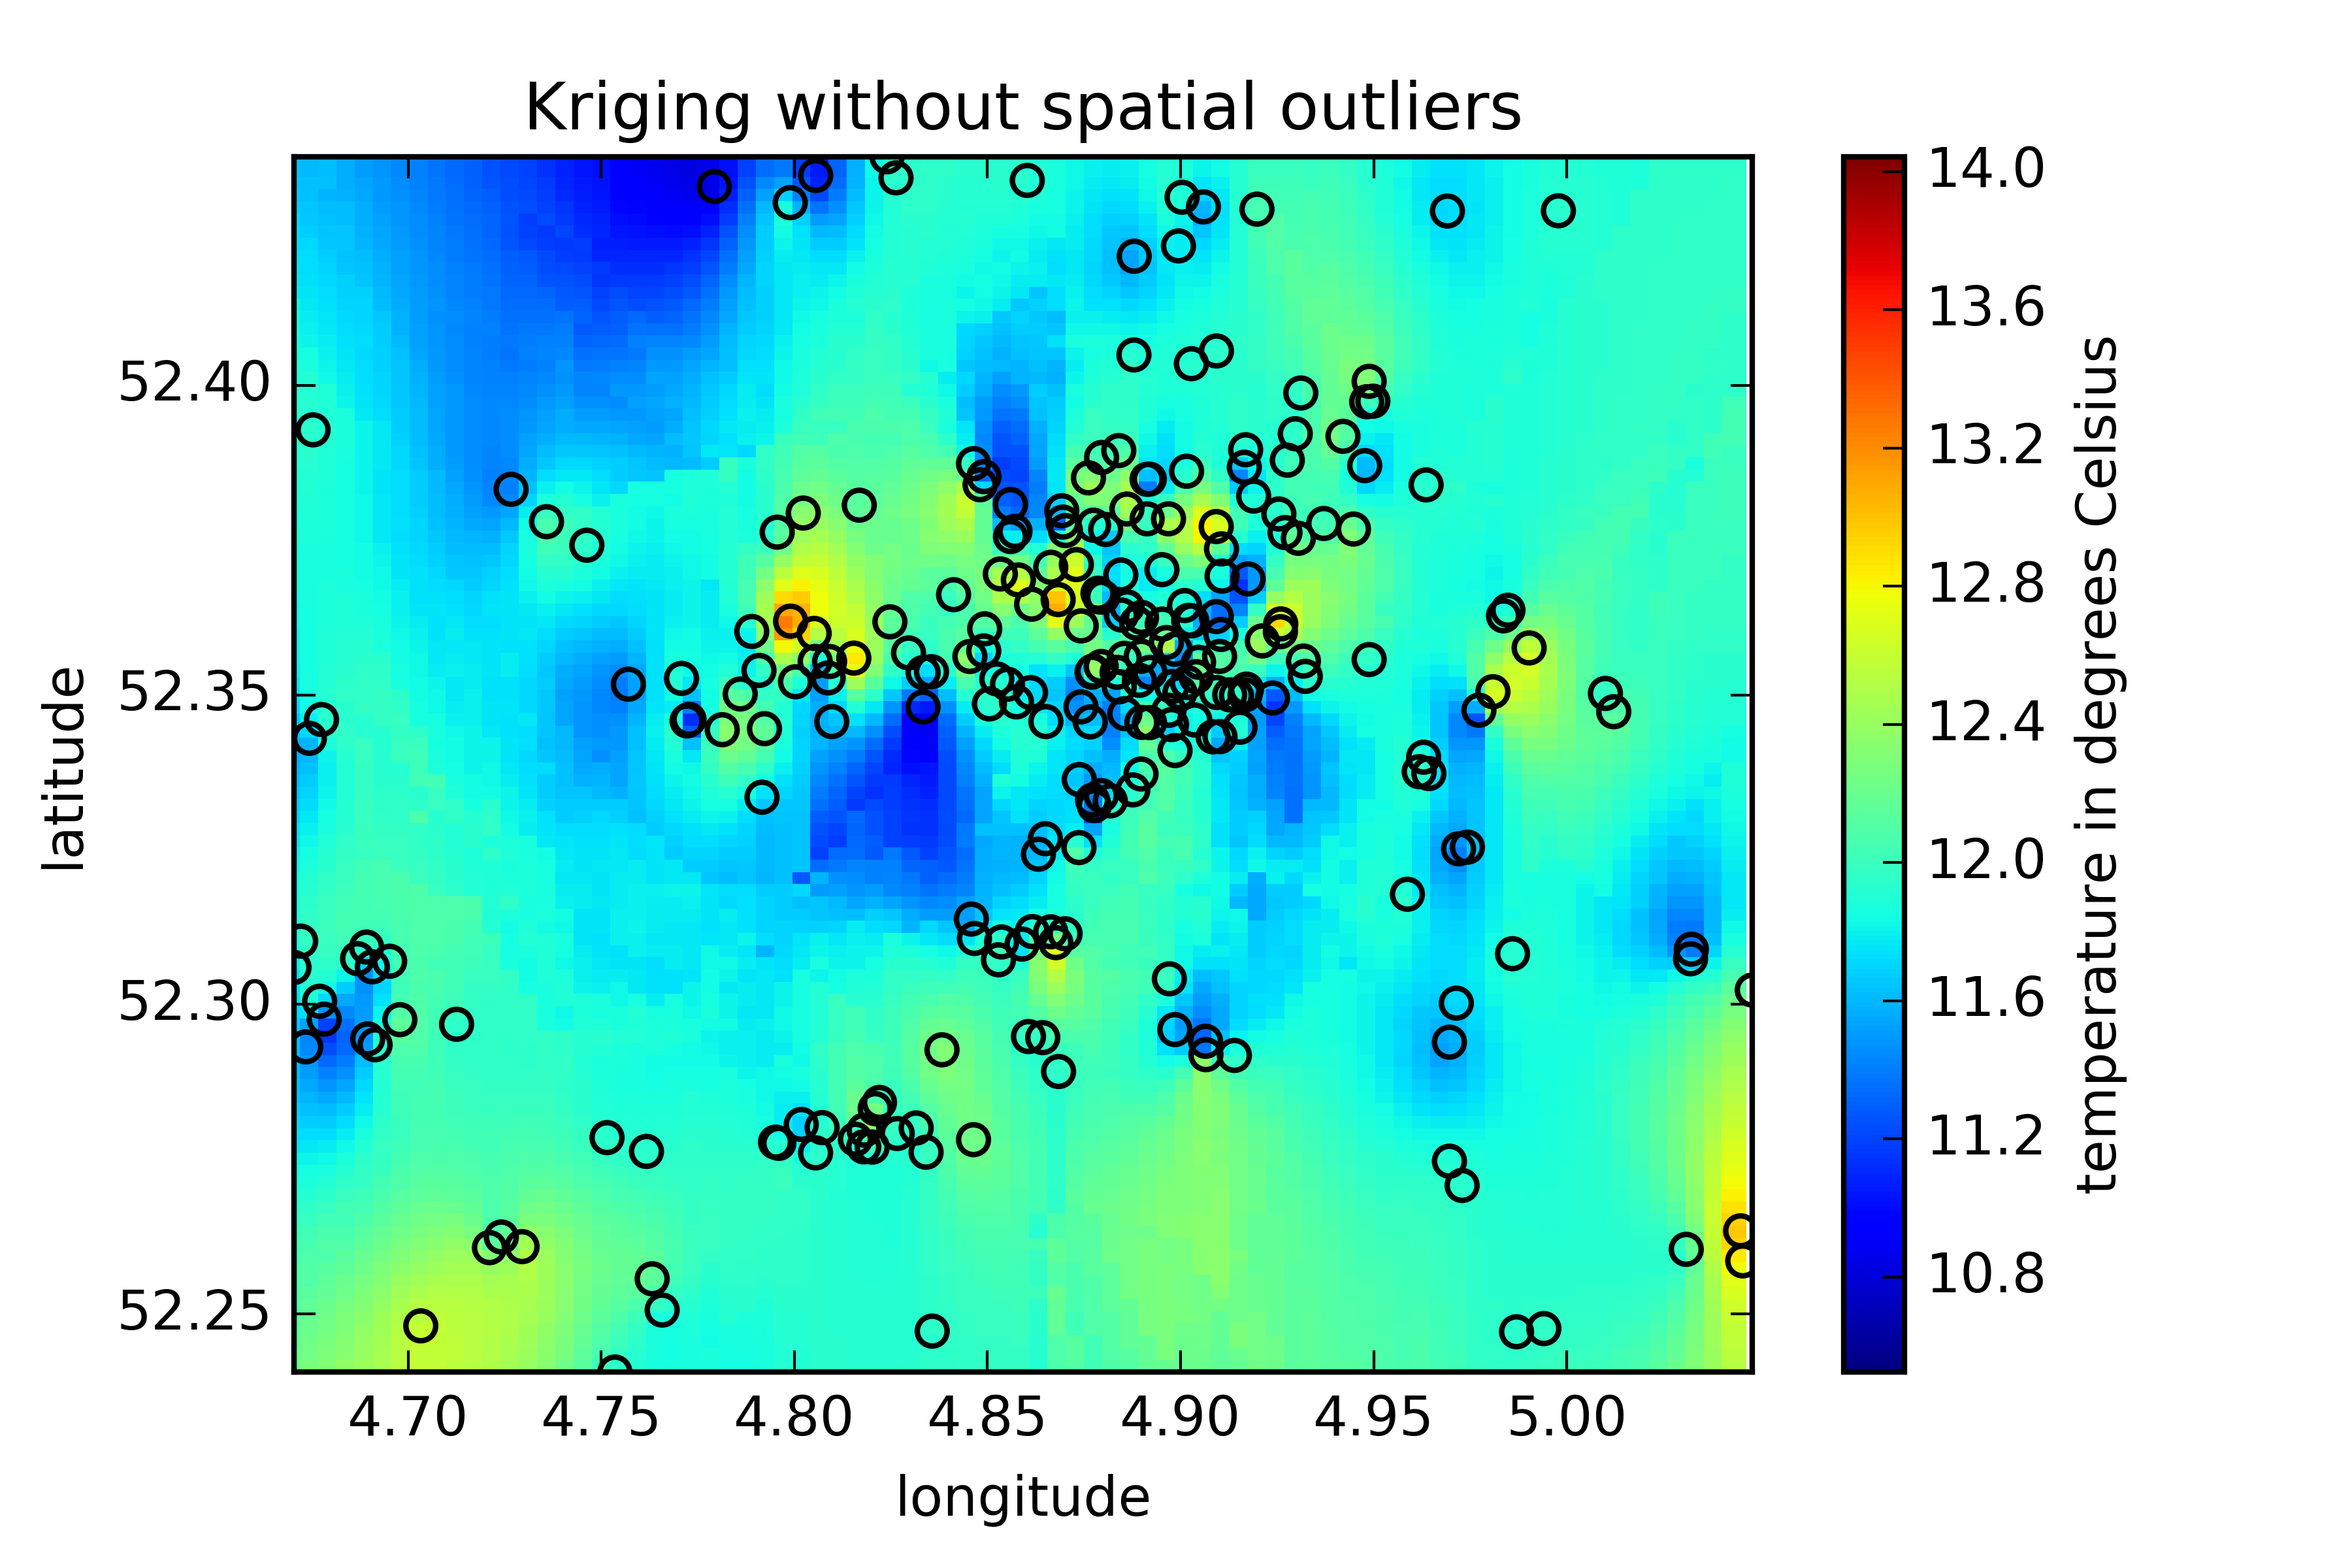 Kriging without spatial outliers
52.40
52.35
52.30
52.25
latitude
4.70 4.75 4.80 4.85 4.90 4.95 5.00
longitude
14.0
13.6
13.2
12.8
12.4
12.0
11.6
11.2
10.8
temperature in degrees Celsius